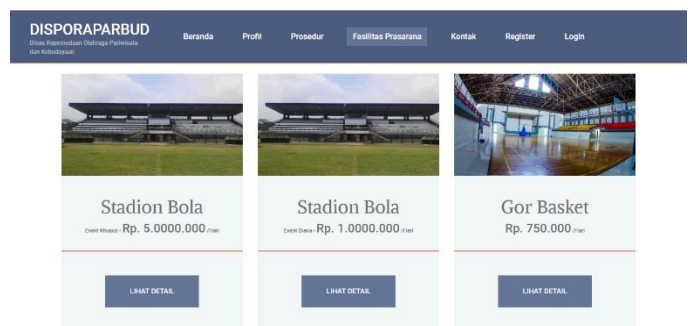 DISPORAPARBUD
Dinas Kepemudaan Olahraga Pariwisata
dan Kebudayaan
Beranda Profil Prosedur Fasilitas Prasarana Kontak Register Login
Stadion Bola
Event Khusus - Rp. 5.0000.000 /Hari
LIHAT DETAIL
Stadion Bola
Event Biasa - Rp. 1.0000.000 /Hari
LIHAT DETAIL
Gor Basket
Rp. 750.000 /Hari
LIHAT DETAIL